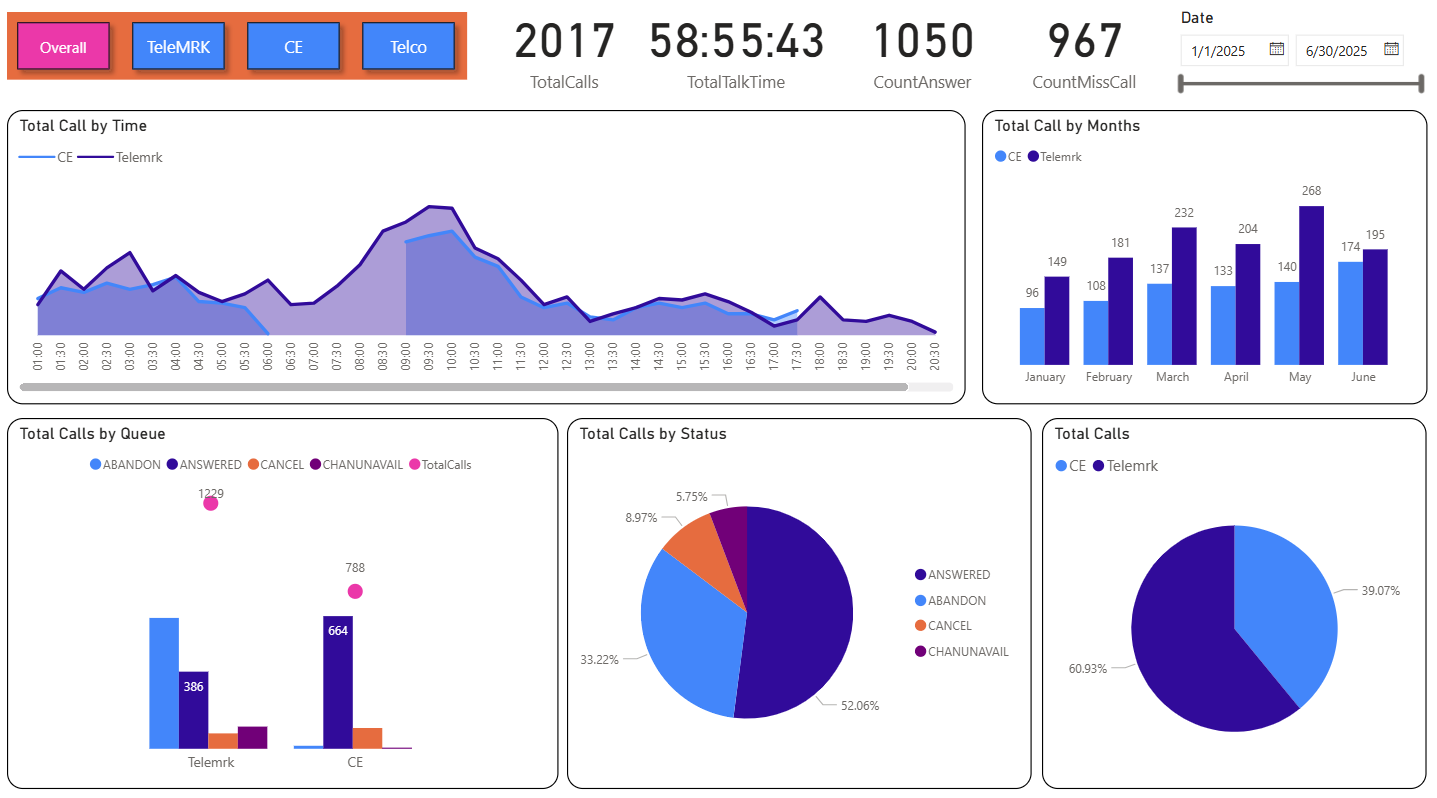 Overall TeleMRK CE Telco
2017 58:55:43 1050 967
TotalCalls TotalTalkTime CountAnswer CountMissCall
Date
1/1/2025 6/30/2025
Total Call by Time
CE Telemrk
01:00 01:30 02:00 02:30 03:00 03:30 04:00 04:30 05:00 05:30 06:00 06:30 07:00 07:30 08:00 08:30 09:00 09:30 10:00 10:30 11:00 11:30 12:00 12:30 13:00 13:30 14:00 14:30 15:00 15:30 16:00 16:30 17:00 17:30 18:00 18:30 19:00 19:30 20:00 20:30
Total Call by Months
CE Telemrk
268
232
204
195
181
174
149
137
133
140
108
96
January February March April May June
Total Calls by Queue
ABANDON ANSWERED CANCEL CHANUNAVAIL TotalCalls
1229
788
664
386
Telemrk CE
Total Calls by Status
5.75%
8.97%
33.22%
52.06%
ANSWERED
ABANDON
CANCEL
CHANUNAVAIL
Total Calls
CE Telemrk
39.07%
60.93%